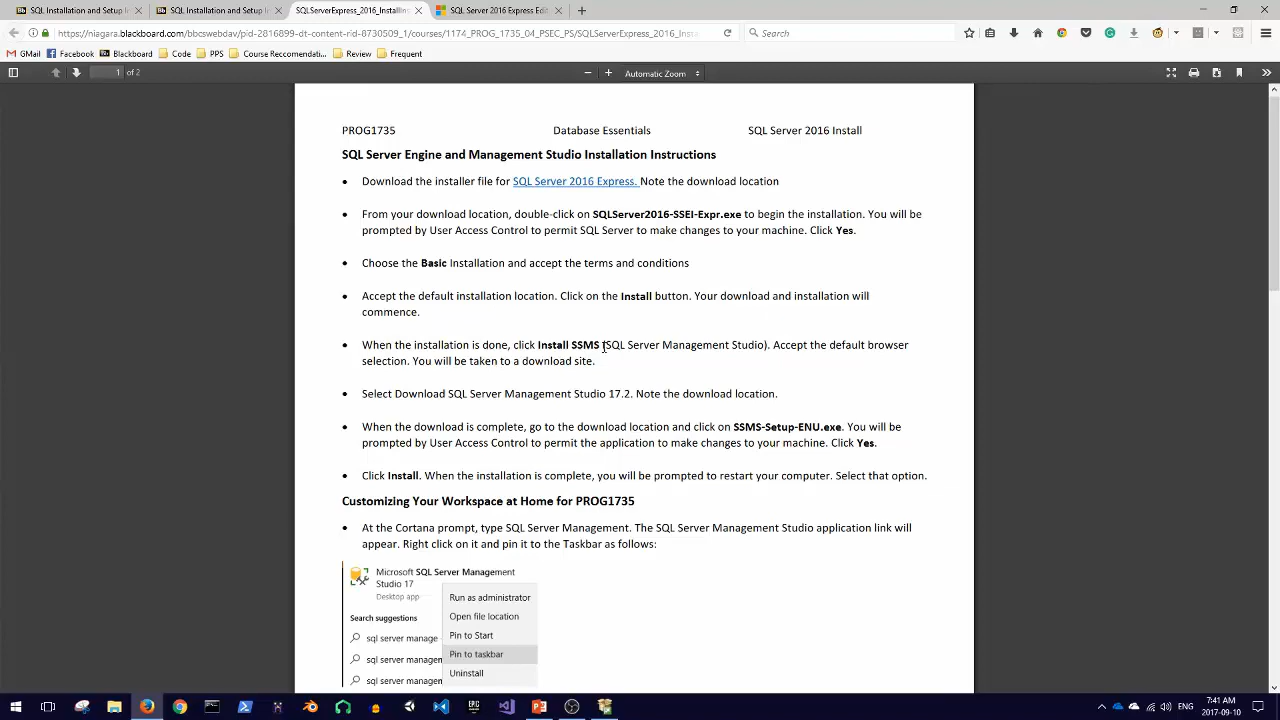 SQL Installation and Setup I
SQL Installation and Setup I
SQLServerExpress_2016_Installin
SQL Server 2016 Express Edit
https://niagara.blackboard.com/bbcswebdav/pid-2816899-dt-content-rid-8730509_1/courses/1174_PROG_1735_04_PSEC_PS/SQLServerExpress_2016_Insta
Search
GMail Facebook Blackboard Code PPS Course Reccomendati... Review Frequent
1 of 2
Automatic Zoom
PROG1735 Database Essentials SQL Server 2016 Install
SQL Server Engine and Management Studio Installation Instructions
• Download the installer file for SQL Server 2016 Express. Note the download location
• From your download location, double-click on SQLServer2016-SSEI-Expr.exe to begin the installation. You will be
prompted by User Access Control to permit SQL Server to make changes to your machine. Click Yes.
• Choose the Basic Installation and accept the terms and conditions
• Accept the default installation location. Click on the Install button. Your download and installation will
commence.
• When the installation is done, click Install SSMS (SQL Server Management Studio). Accept the default browser
selection. You will be taken to a download site.
• Select Download SQL Server Management Studio 17.2. Note the download location.
• When the download is complete, go to the download location and click on SSMS-Setup-ENU.exe. You will be
prompted by User Access Control to permit the application to make changes to your machine. Click Yes.
• Click Install. When the installation is complete, you will be prompted to restart your computer. Select that option.
Customizing Your Workspace at Home for PROG1735
• At the Cortana prompt, type SQL Server Management. The SQL Server Management Studio application link will
appear. Right click on it and pin it to the Taskbar as follows:
Microsoft SQL Server Management
Studio 17
Desktop app
Run as administrator
Open file location
Pin to Start
Pin to taskbar
Uninstall
Search suggestions
sql server manage
sql server managem
sql server managem
7:41 AM
2017-09-10